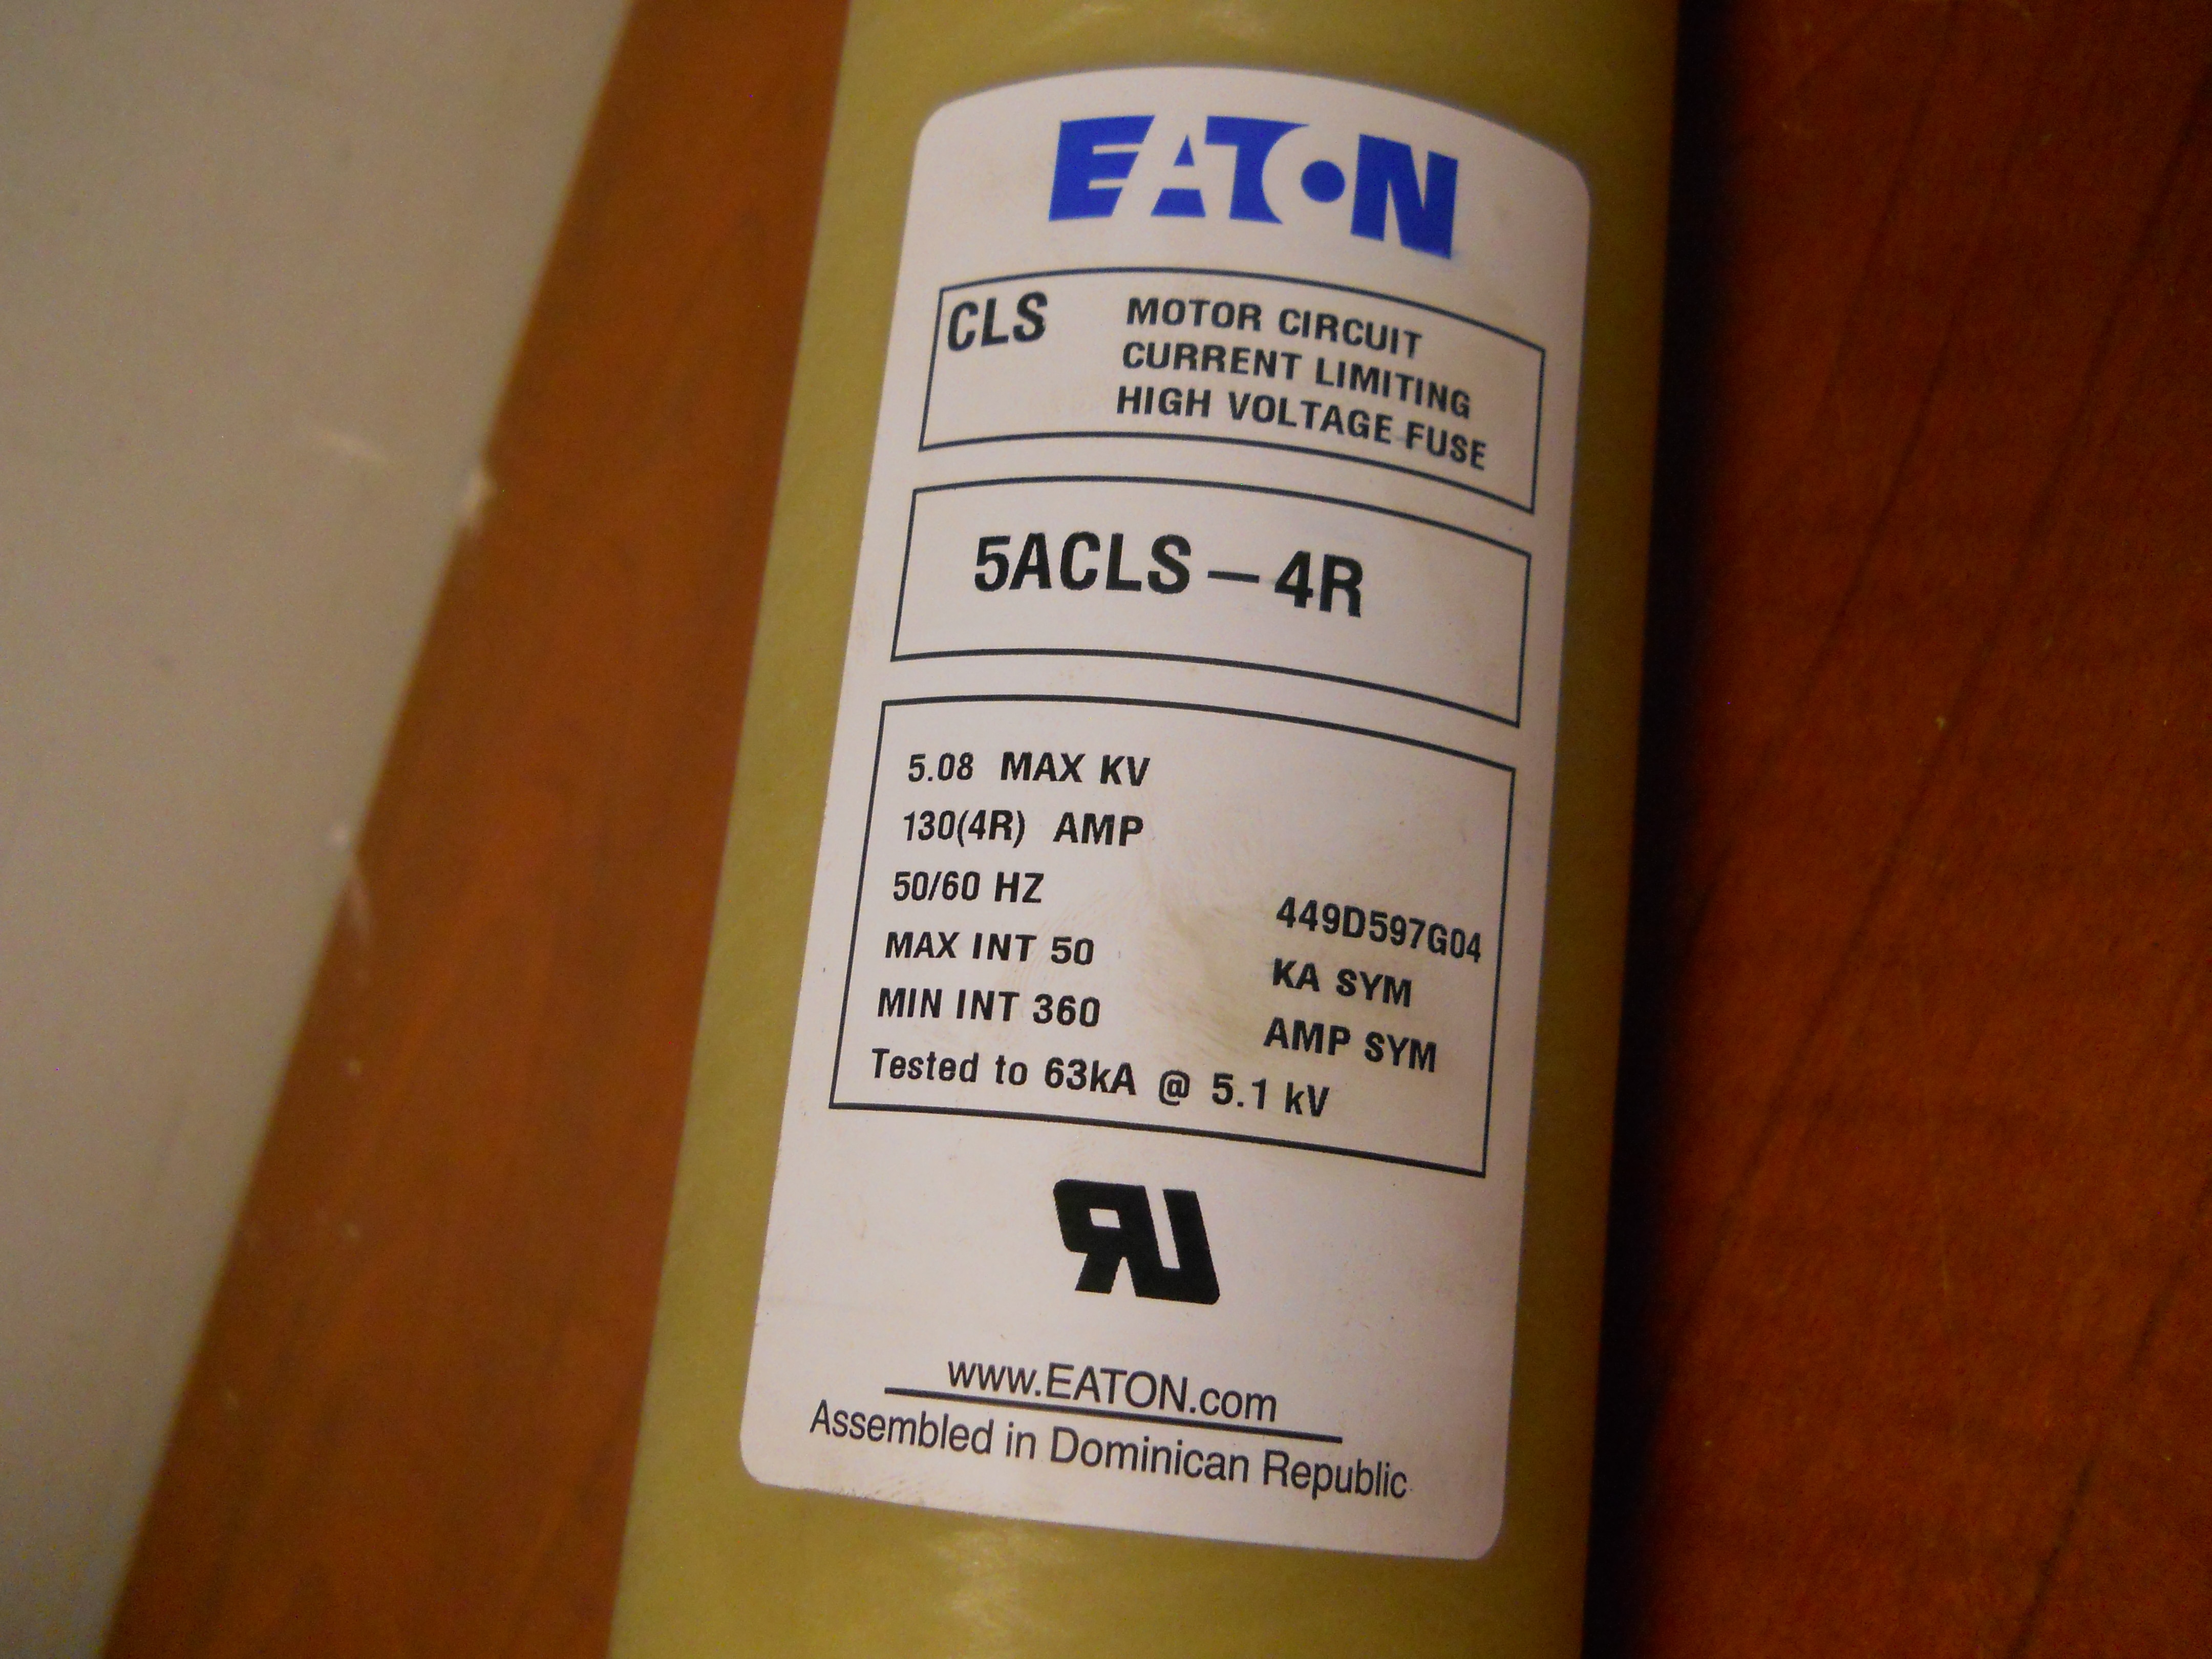 EATON
CLS
MOTOR CIRCUIT
CURRENT LIMITING
HIGH VOLTAGE FUSE
5ACLS – 4R
5.08 MAX KV
130(4R) AMP
50/60 HZ 449D597G04
MAX INT 50 KA SYM
MIN INT 360 AMP SYM
Tested to 63kA @ 5.1 kV
RU
www.EATON.com
Assembled in Dominican Republic